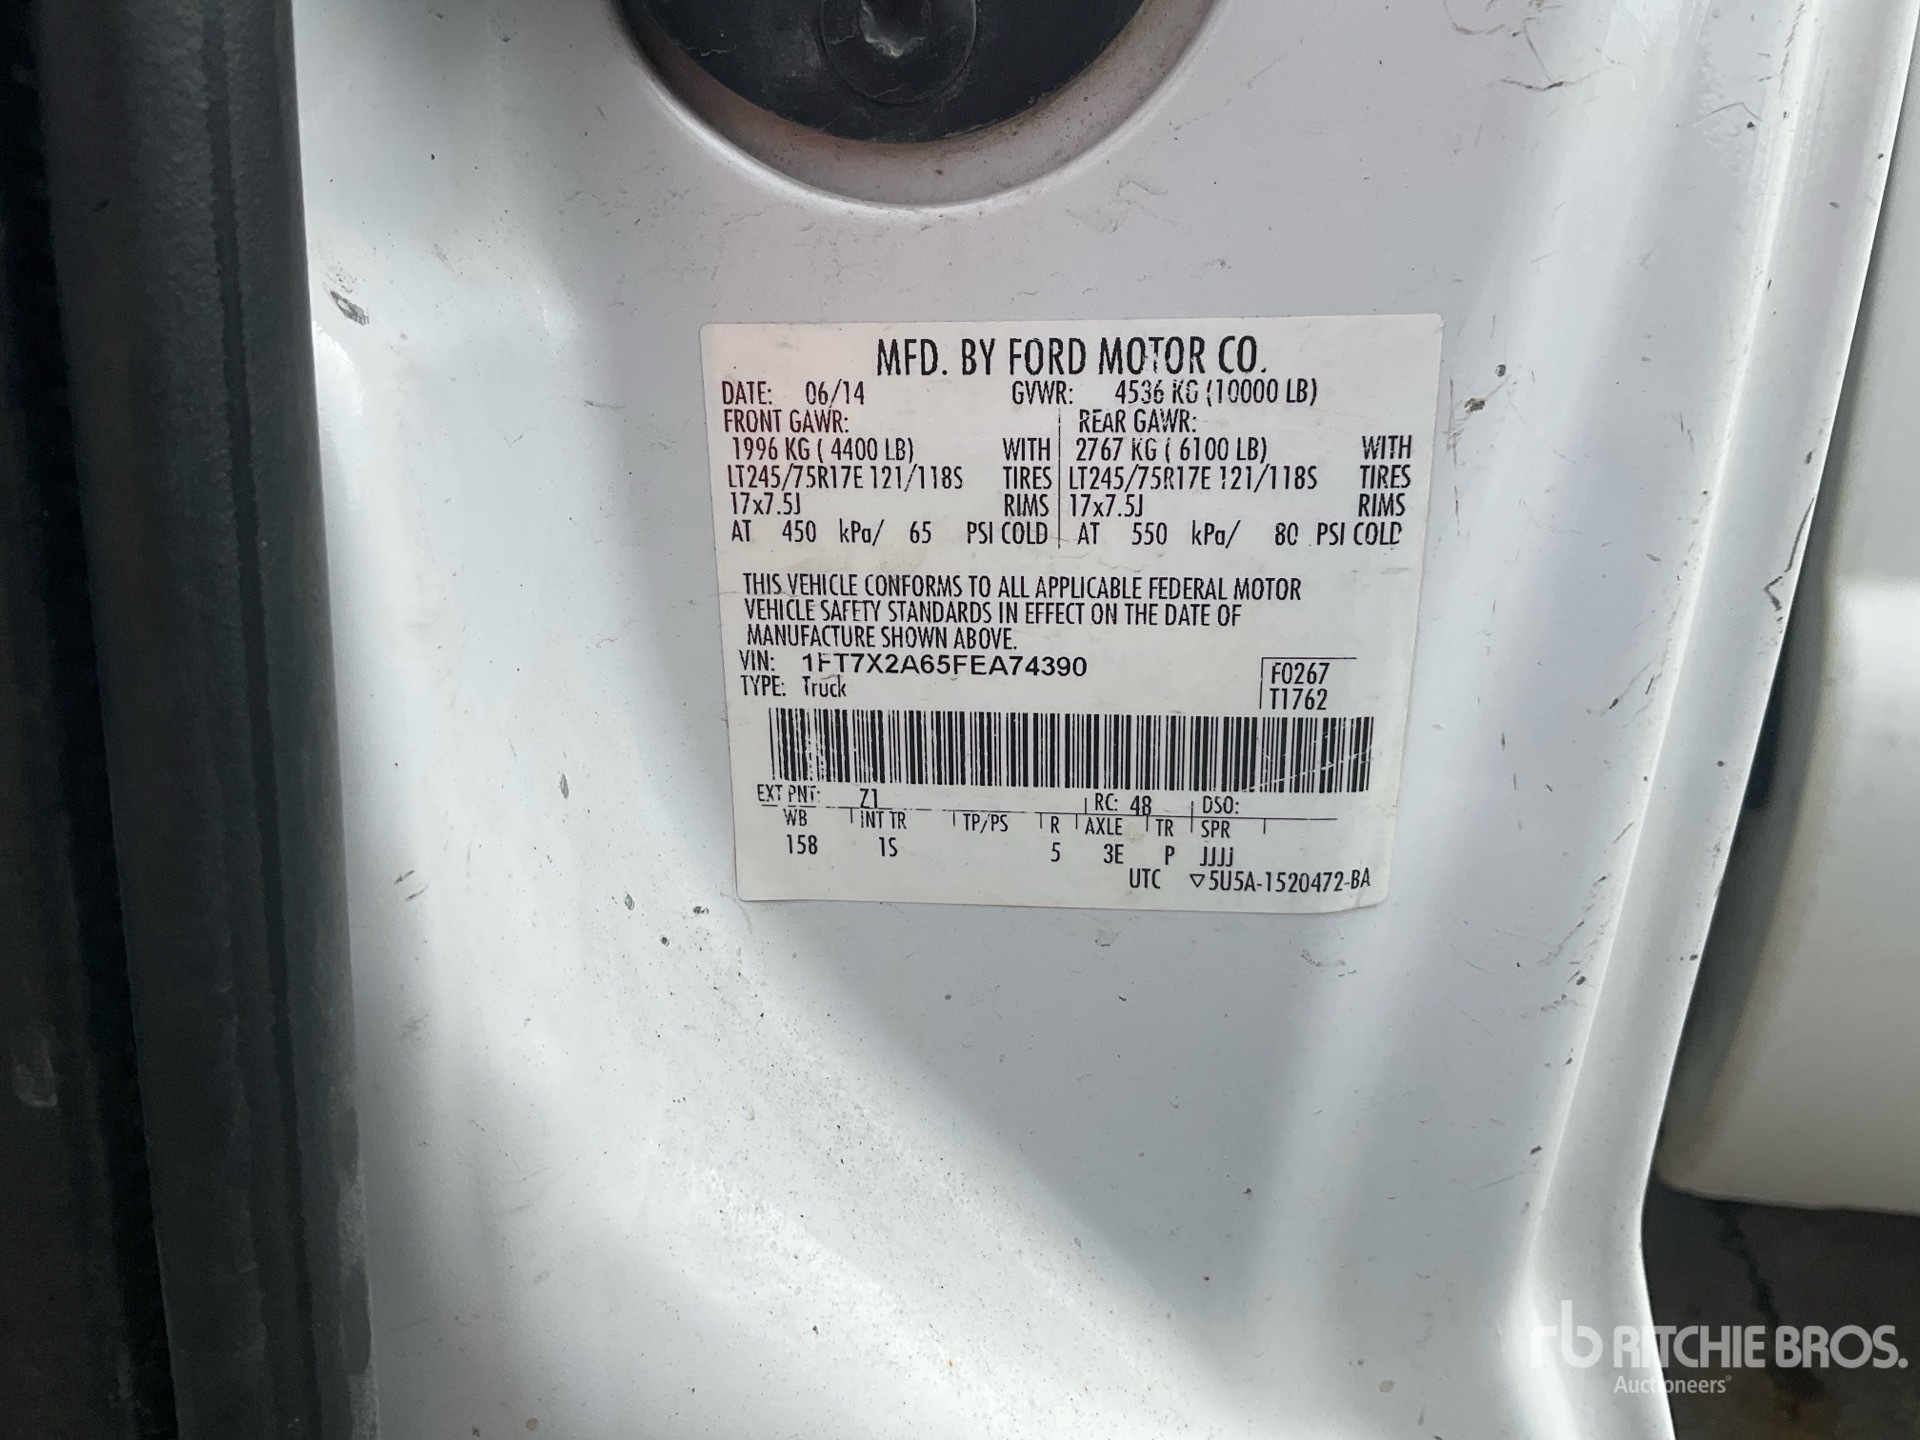 MFD. BY FORD MOTOR CO.
DATE: 06/14 GVWR: 4536 KG (10000 LB)
FRONT GAWR: REAR GAWR:
1996 KG ( 4400 LB) WITH 2767 KG ( 6100 LB) WITH
LT245/75R17E 121/118S TIRES LT245/75R17E 121/118S TIRES
17x7.5J RIMS 17x7.5J RIMS
AT 450 kPa/ 65 PSI COLD AT 550 kPa/ 80 PSI COLD
THIS VEHICLE CONFORMS TO ALL APPLICABLE FEDERAL MOTOR
VEHICLE SAFETY STANDARDS IN EFFECT ON THE DATE OF
MANUFACTURE SHOWN ABOVE.
VIN: 1FT7X2A65FEA74390 F0267
TYPE: Truck T1762
EXT PNT: Z1 RC: 48 DSO:
WB INT TR TP/PS R AXLE TR SPR
158 1S 5 3E P JJJJ
UTC ▽5U5A-1520472-BA
rb RITCHIE BROS.
Auctioneers®